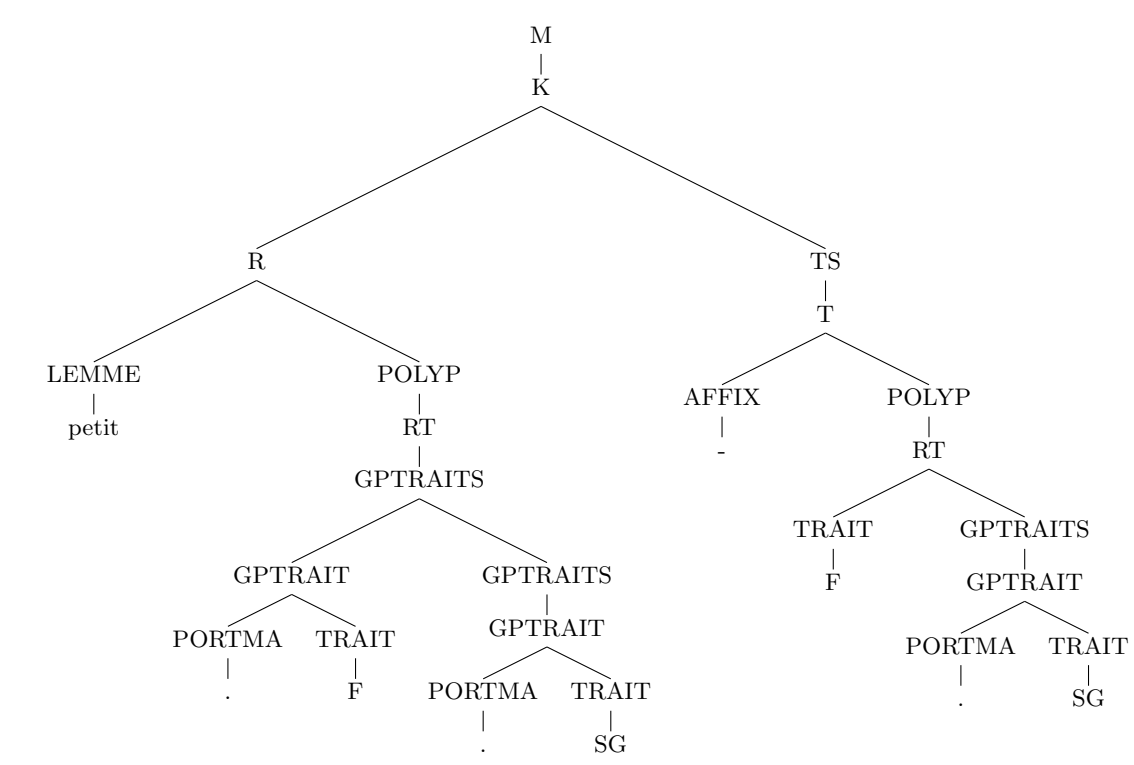 M
K
R TS
T
LEMME POLYP AFFIX POLYP
petit RT - RT
GPTRAITS
TRAIT GPTRAITS
GPTRAIT GPTRAITS F GPTRAIT
GPTRAIT
PORTMA TRAIT PORTMA TRAIT
. F PORTMA TRAIT . SG
. SG